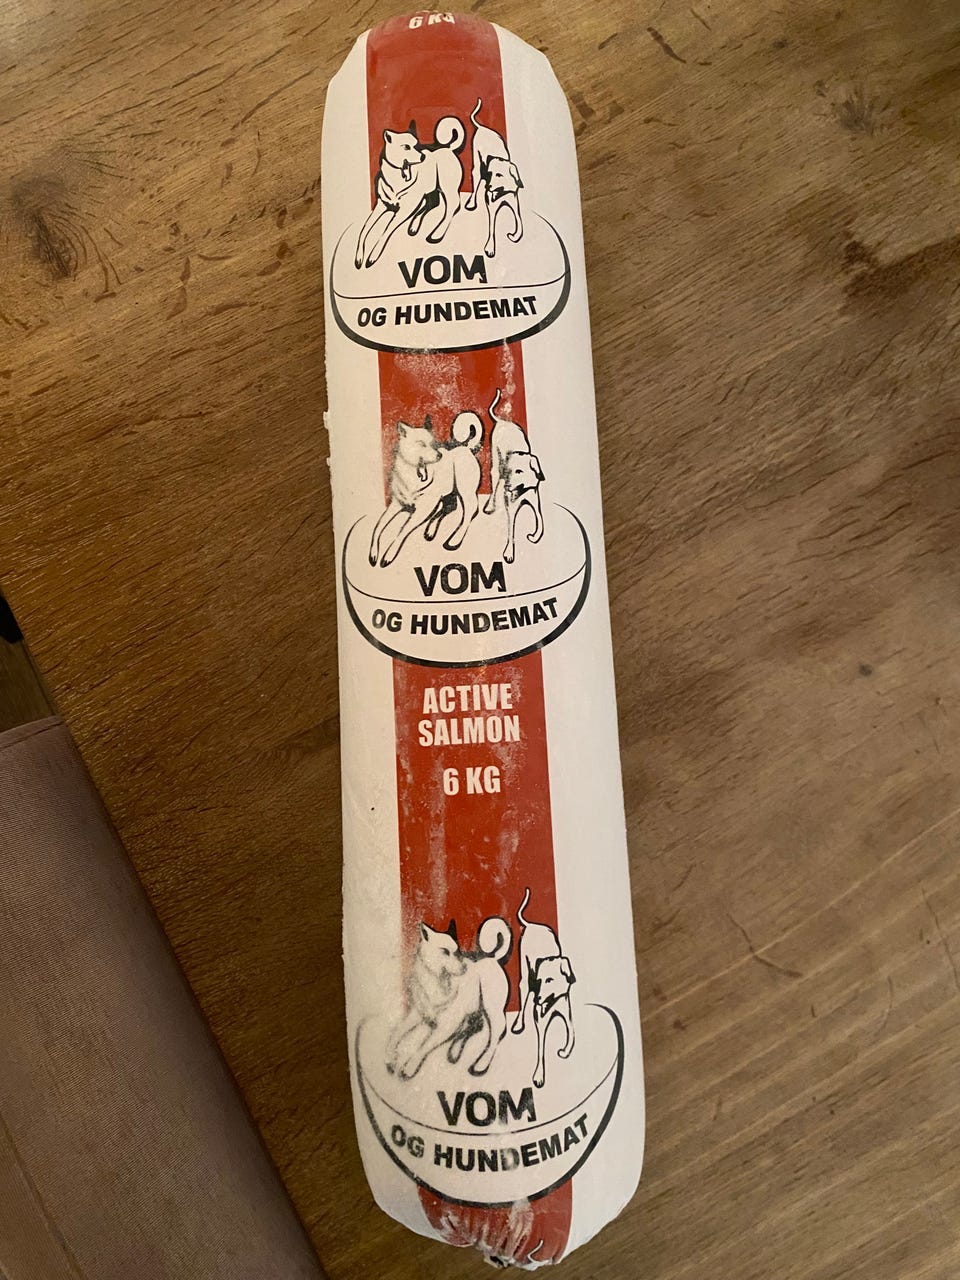 6 KG
VOM
OG HUNDEMAT
VOM
OG HUNDEMAT
ACTIVE
SALMON
6 KG
VOM
OG HUNDEMAT